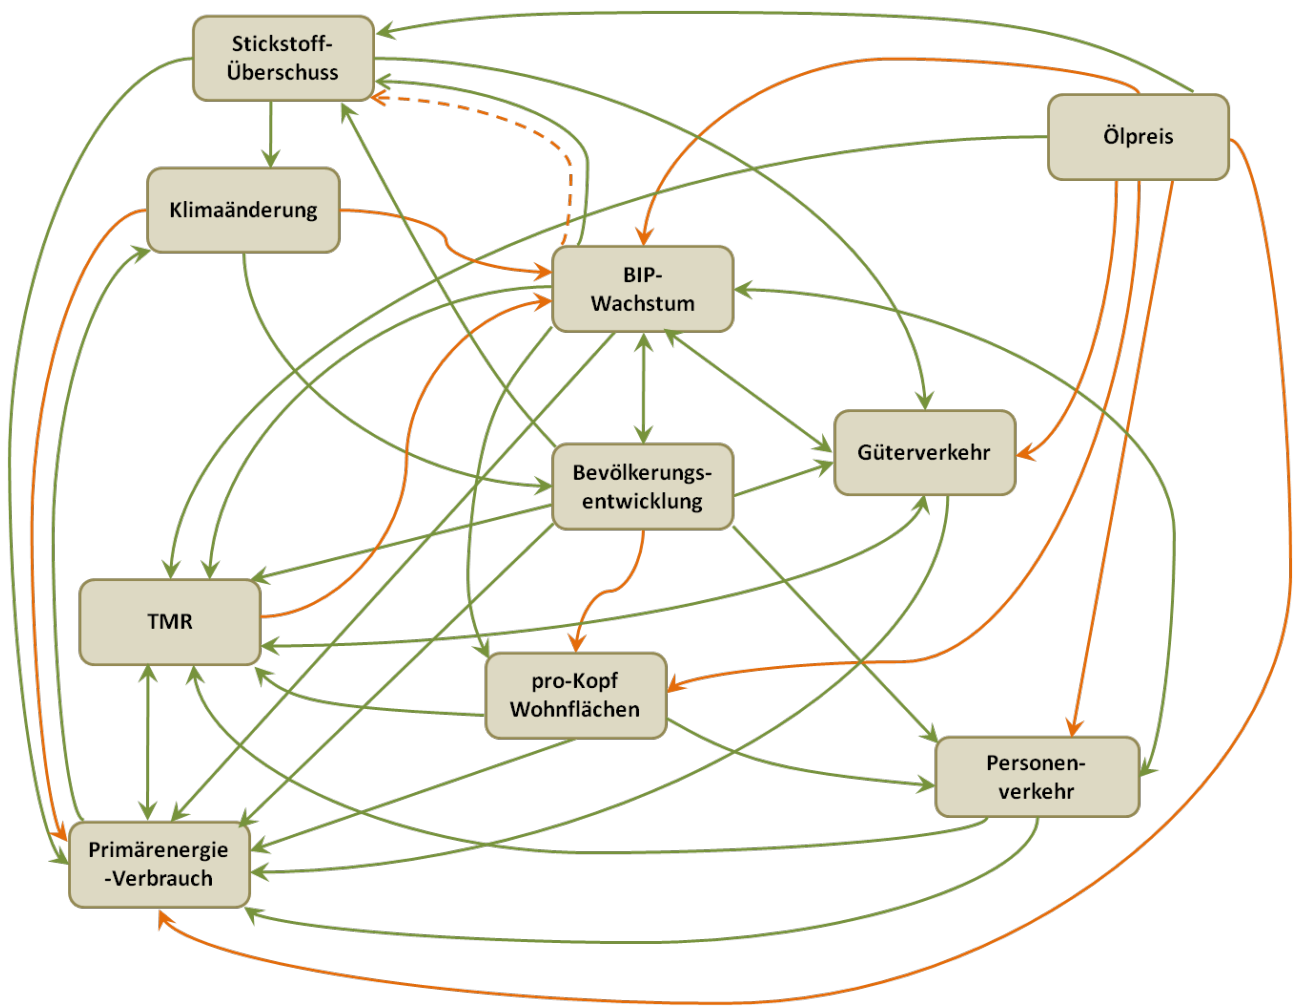 Stickstoff-
Überschuss
Ölpreis
Klimaänderung
BIP-
Wachstum
Güterverkehr
Bevölkerungs-
entwicklung
TMR
pro-Kopf
Wohnflächen
Personen-
verkehr
Primärenergie
-Verbrauch